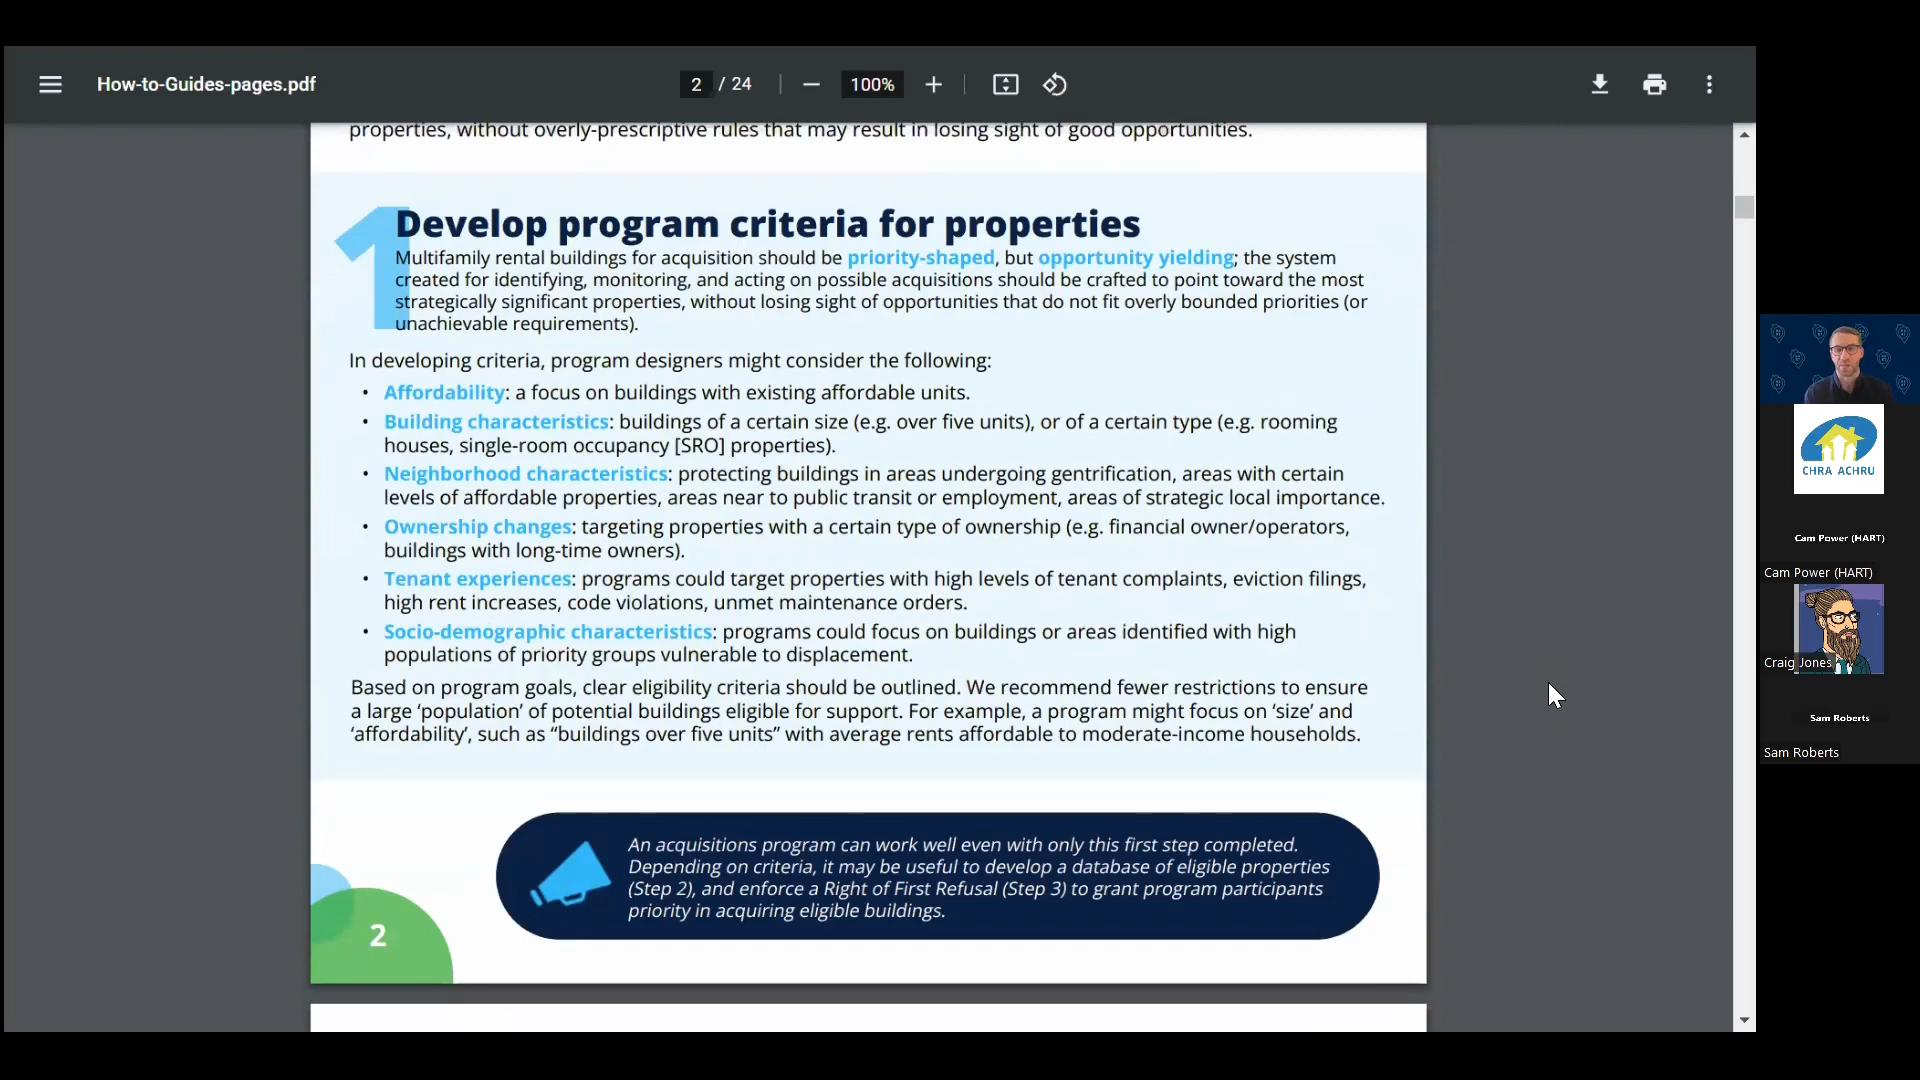 How-to-Guides-pages.pdf
2 / 24
100%
properties, without overly-prescriptive rules that may result in losing sight of good opportunities.
1
Develop program criteria for properties
Multifamily rental buildings for acquisition should be priority-shaped, but opportunity yielding; the system
created for identifying, monitoring, and acting on possible acquisitions should be crafted to point toward the most
strategically significant properties, without losing sight of opportunities that do not fit overly bounded priorities (or
unachievable requirements).
In developing criteria, program designers might consider the following:
• Affordability: a focus on buildings with existing affordable units.
• Building characteristics: buildings of a certain size (e.g. over five units), or of a certain type (e.g. rooming
houses, single-room occupancy [SRO] properties).
• Neighborhood characteristics: protecting buildings in areas undergoing gentrification, areas with certain
levels of affordable properties, areas near to public transit or employment, areas of strategic local importance.
• Ownership changes: targeting properties with a certain type of ownership (e.g. financial owner/operators,
buildings with long-time owners).
• Tenant experiences: programs could target properties with high levels of tenant complaints, eviction filings,
high rent increases, code violations, unmet maintenance orders.
• Socio-demographic characteristics: programs could focus on buildings or areas identified with high
populations of priority groups vulnerable to displacement.
Based on program goals, clear eligibility criteria should be outlined. We recommend fewer restrictions to ensure
a large ‘population’ of potential buildings eligible for support. For example, a program might focus on ‘size’ and
‘affordability’, such as “buildings over five units” with average rents affordable to moderate-income households.
An acquisitions program can work well even with only this first step completed.
Depending on criteria, it may be useful to develop a database of eligible properties
(Step 2), and enforce a Right of First Refusal (Step 3) to grant program participants
priority in acquiring eligible buildings.
2
CHRA ACHRU
Cam Power (HART)
Cam Power (HART)
Craig Jones
Sam Roberts
Sam Roberts